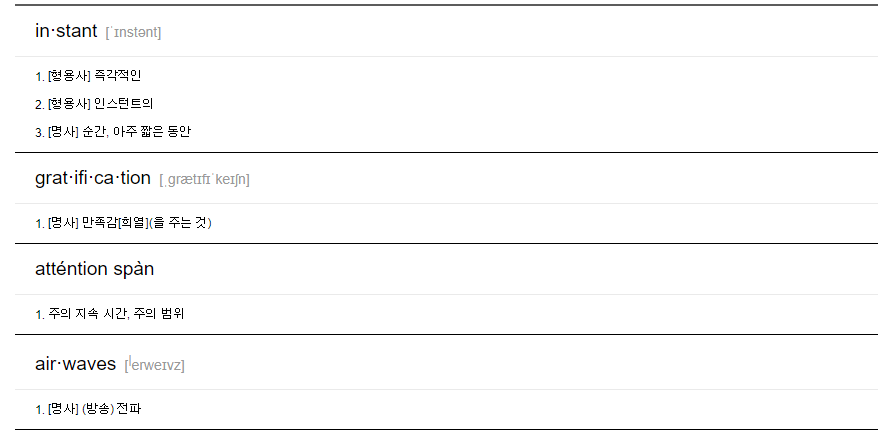 in·stant [ˈɪnstənt]
1. [형용사] 즉각적인
2. [형용사] 인스턴트의
3. [명사] 순간, 아주 짧은 동안
grat·ifi·ca·tion [ˌɡrætɪfɪˈkeɪʃn]
1. [명사] 만족감[희열](을 주는 것)
atténtion spàn
1. 주의 지속 시간, 주의 범위
air·waves [ˈerweɪvz]
1. [명사] (방송) 전파